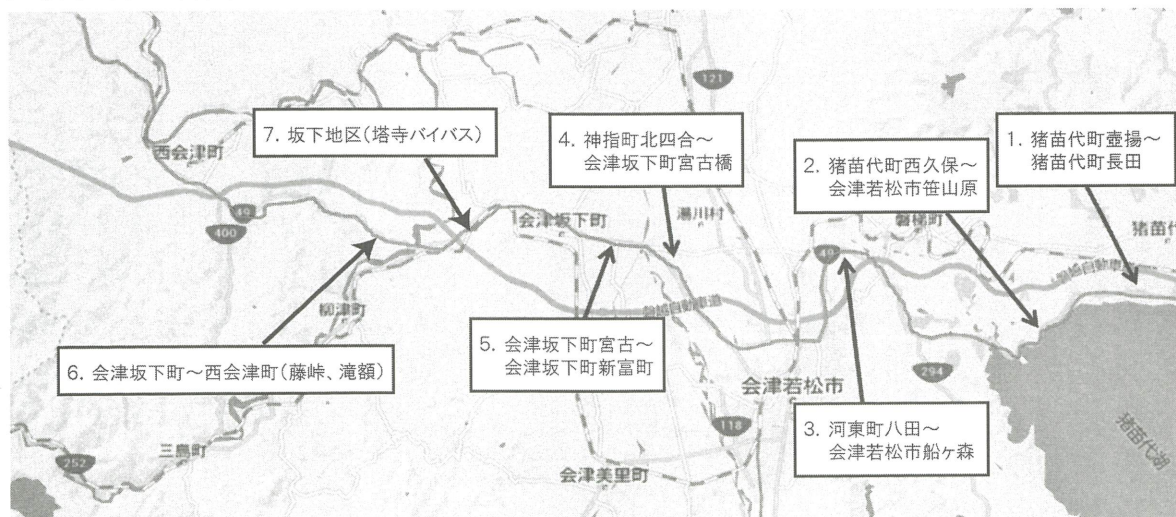 1. 猪苗代町壺揚～
猪苗代町長田
2. 猪苗代町西久保～
会津若松市笹山原
3. 河東町八田～
会津若松市船ヶ森
4. 神指町北四合～
会津坂下町宮古橋
5. 会津坂下町宮古～
会津坂下町新富町
6. 会津坂下町～西会津町(藤峠、滝額)
7. 坂下地区(塔寺バイパス)
121
西会津町
49
400
会津坂下町
湯川村
磐梯町
猪苗代
49
磐越自動車道
磐越自動車道
柳津町
会津若松市
294
118
三島町
252
会津美里町
猪苗代湖